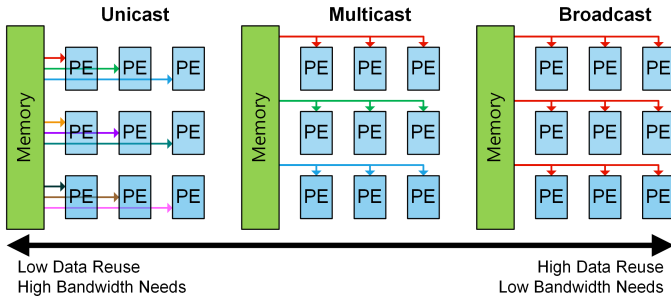 Unicast
Multicast
Broadcast
Memory
PE PE PE
PE PE PE
PE PE PE
Memory
PE PE PE
PE PE PE
PE PE PE
Memory
PE PE PE
PE PE PE
PE PE PE
Low Data Reuse
High Bandwidth Needs
High Data Reuse
Low Bandwidth Needs